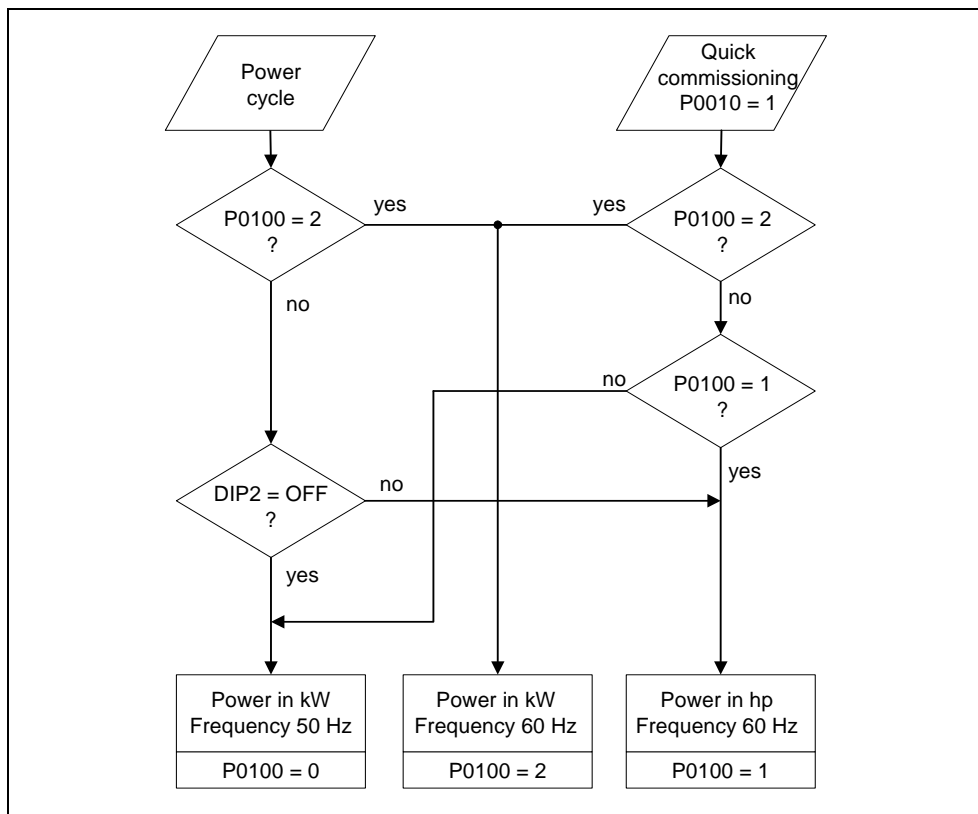 Power
cycle
Quick
commissioning
P0010 = 1
P0100 = 2
?
yes
yes
P0100 = 2
?
no
no
no
P0100 = 1
?
yes
DIP2 = OFF
?
no
yes
Power in kW
Frequency 50 Hz
P0100 = 0
Power in kW
Frequency 60 Hz
P0100 = 2
Power in hp
Frequency 60 Hz
P0100 = 1